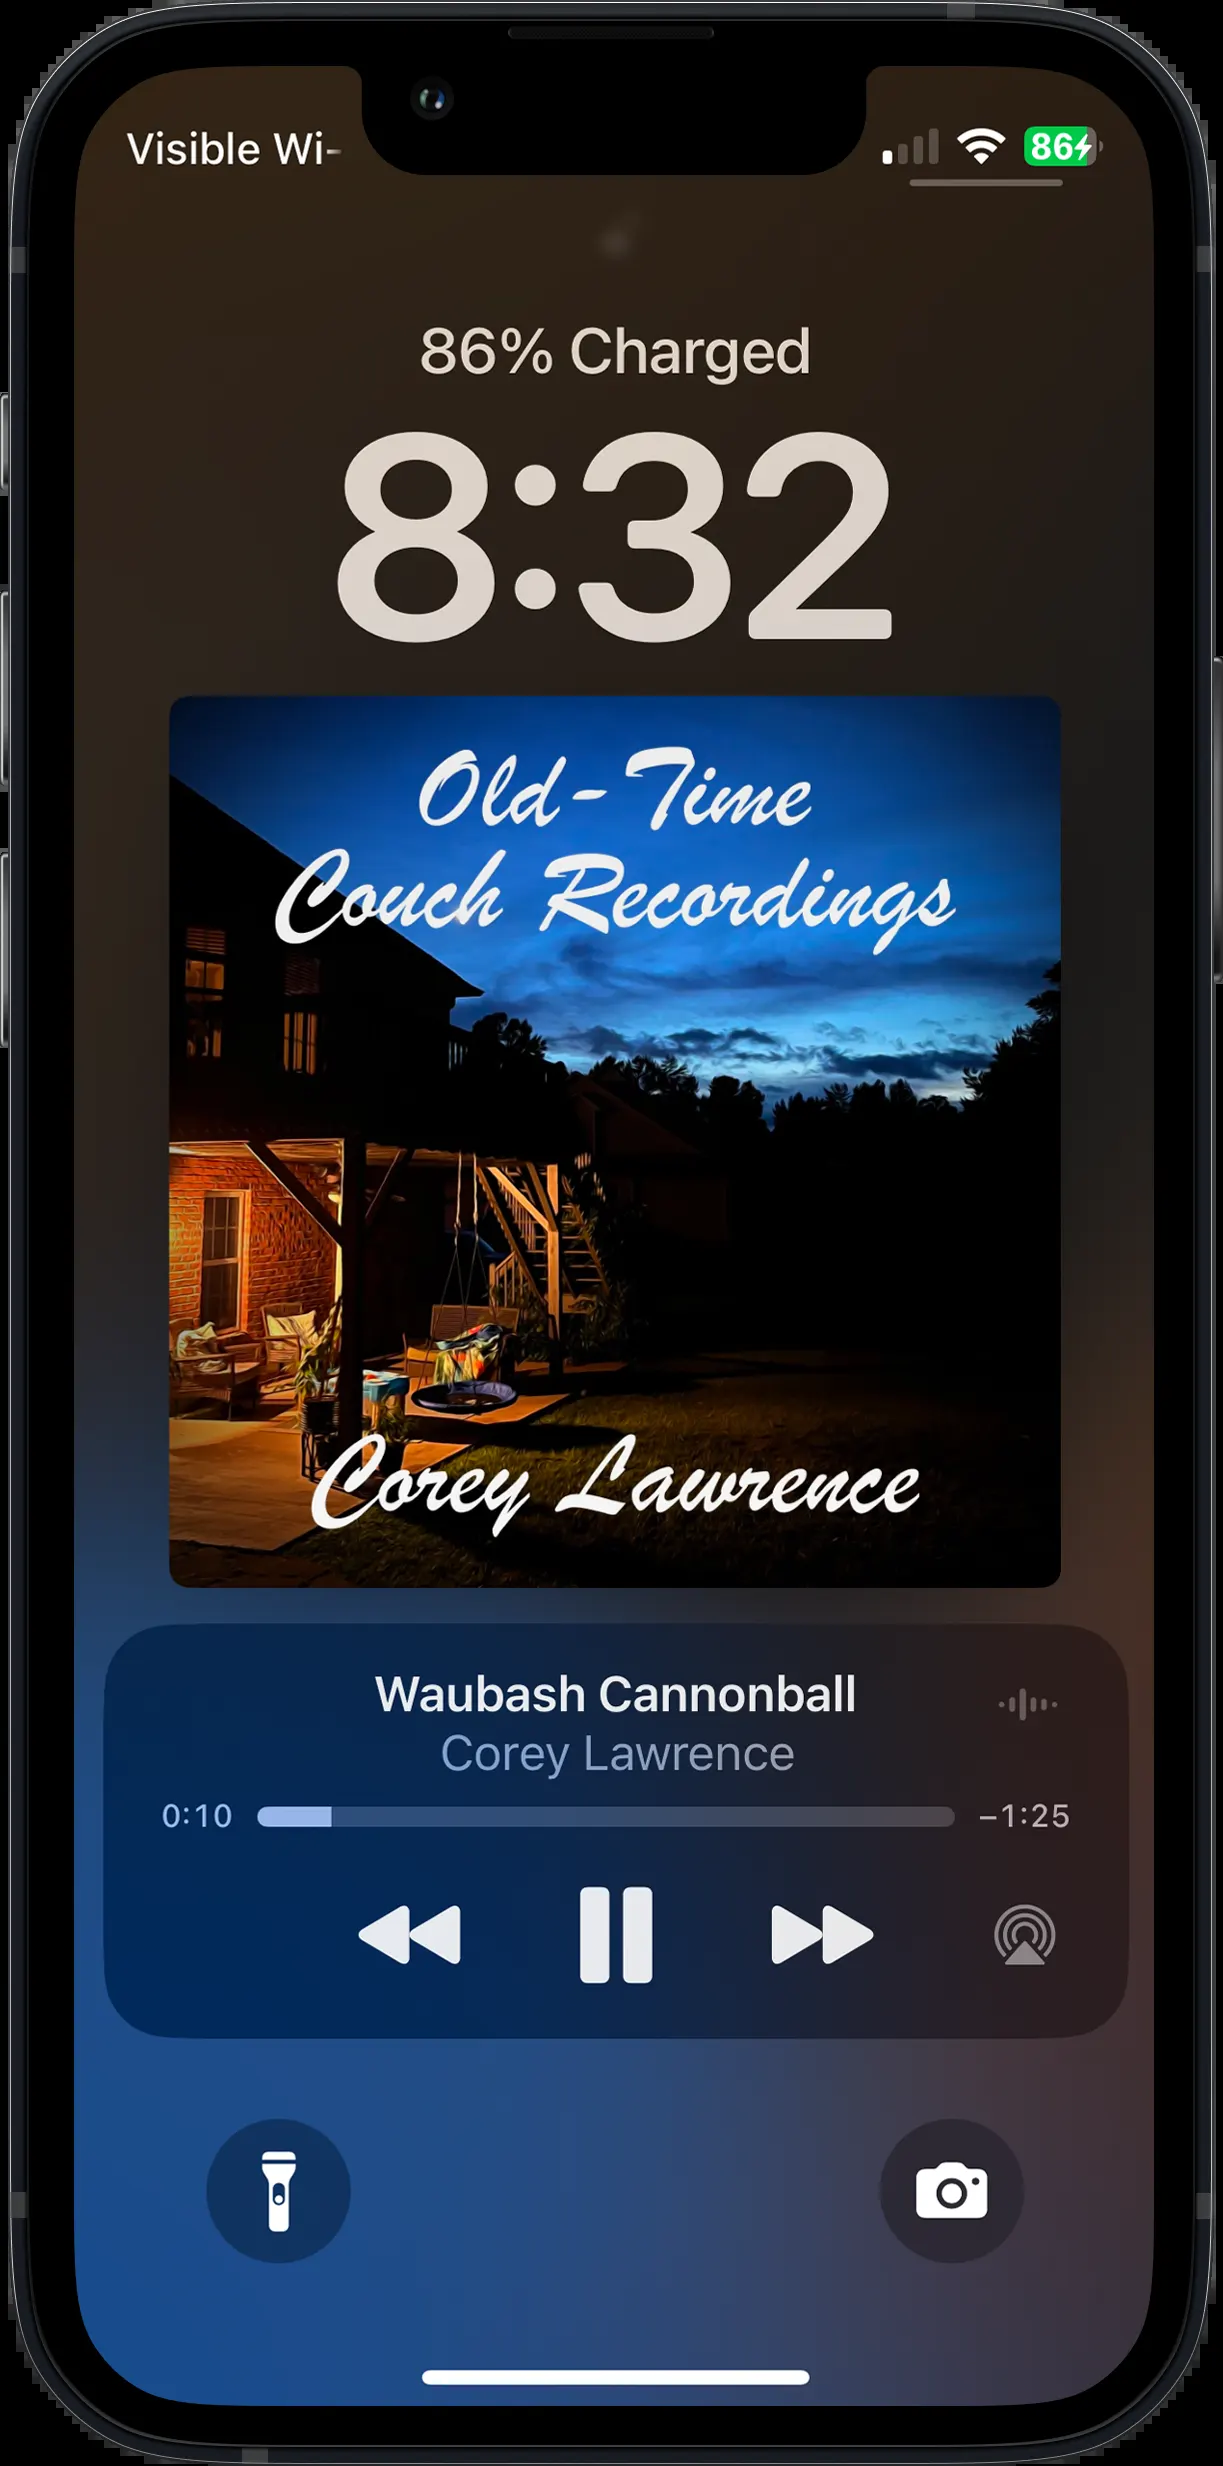 Visible Wi-
86
86% Charged
8:32
Old-Time
Couch Recordings
Corey Lawrence
Waubash Cannonball
Corey Lawrence
0:10
−1:25